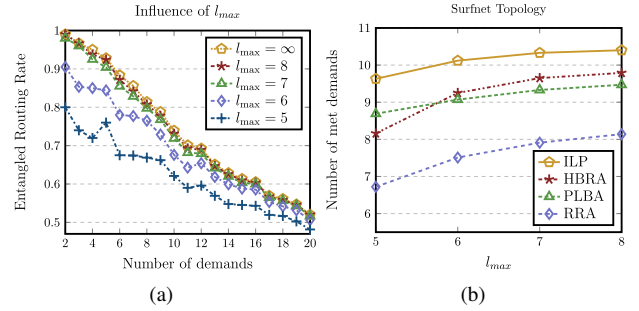 Influence of l_max
Entangled Routing Rate
1
0.9
0.8
0.7
0.6
0.5
l_max = ∞
l_max = 8
l_max = 7
l_max = 6
l_max = 5
2 4 6 8 10 12 14 16 18 20
Number of demands
(a)
Surfnet Topology
Number of met demands
11
10
9
8
7
6
ILP
HBRA
PLBA
RRA
5 6 7 8
l_max
(b)